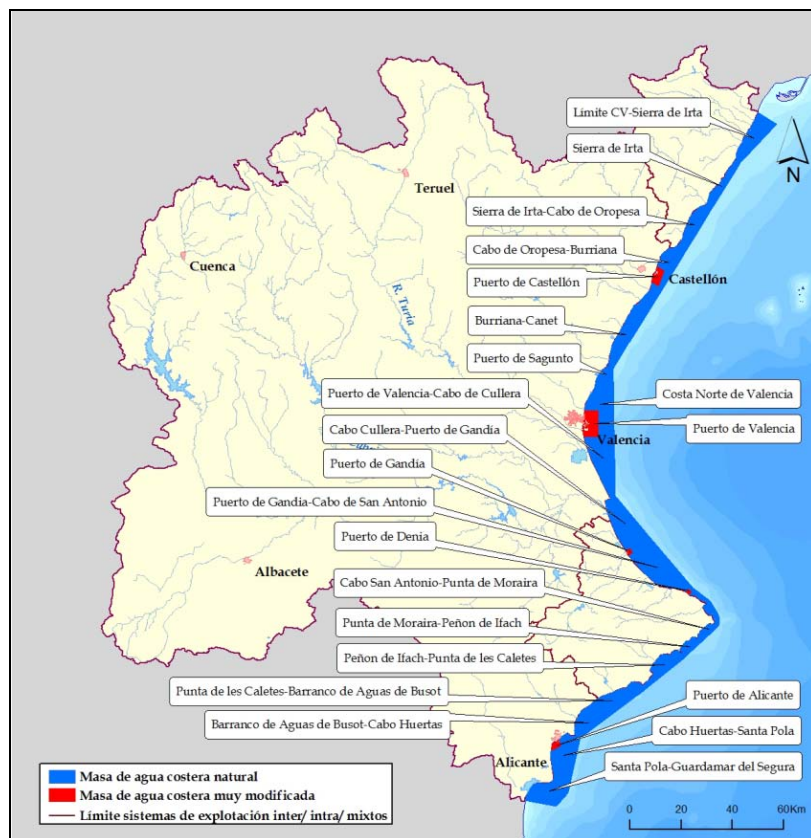 Limite CV-Sierra de Irta
Sierra de Irta
N
Teruel
Sierra de Irta-Cabo de Oropesa
Cabo de Oropesa-Burriana
Cuenca
Puerto de Castellón
Castellón
R. Turia
Burriana-Canet
Puerto de Sagunto
Puerto de Valencia-Cabo de Cullera
Costa Norte de Valencia
Cabo Cullera-Puerto de Gandía
Puerto de Valencia
Valencia
Puerto de Gandía
Puerto de Gandia-Cabo de San Antonio
Puerto de Denia
Albacete
Cabo San Antonio-Punta de Moraira
Punta de Moraira-Peñon de Ifach
Peñon de Ifach-Punta de les Caletes
Punta de les Caletes-Barranco de Aguas de Busot
Puerto de Alicante
Barranco de Aguas de Busot-Cabo Huertas
Cabo Huertas-Santa Pola
Alicante
Santa Pola-Guardamar del Segura
Masa de agua costera natural
Masa de agua costera muy modificada
Límite sistemas de explotación inter/ intra/ mixtos
0 20 40 60Km